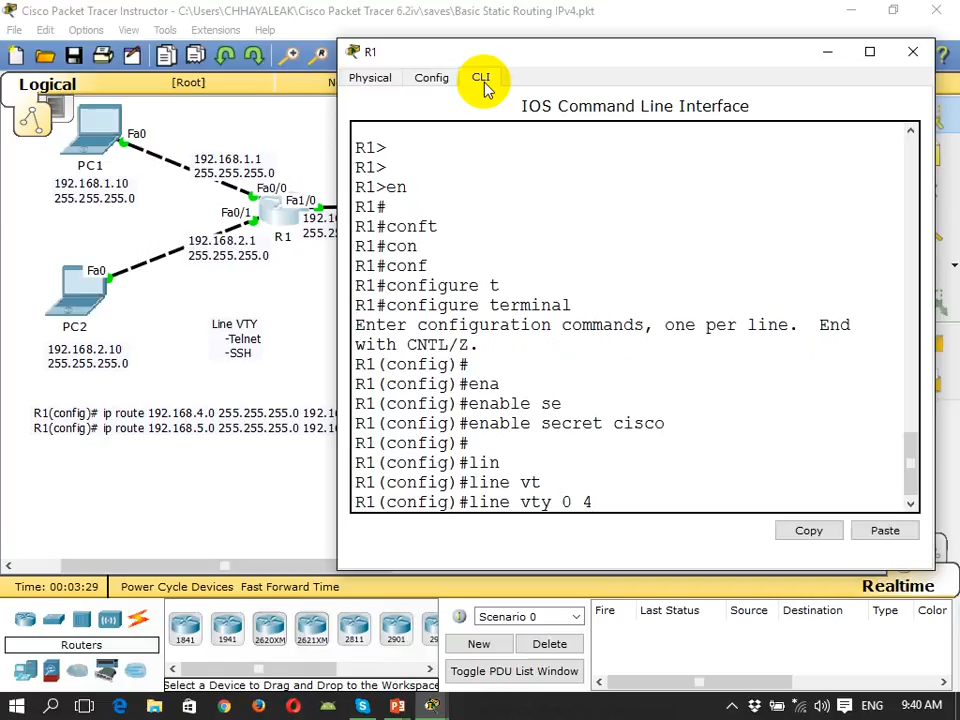 Cisco Packet Tracer Instructor - C:\Users\CHHAYALEAK\Cisco Packet Tracer 6.2iv\saves\Basic Static Routing IPv4.pkt
File Edit Options View Tools Extensions Help
Logical
[Root]
N
R1
Physical Config CLI
IOS Command Line Interface
R1>
R1>
R1>en
R1#
R1#conft
R1#con
R1#conf
R1#configure t
R1#configure terminal
Enter configuration commands, one per line. End
with CNTL/Z.
R1(config)#
R1(config)#ena
R1(config)#enable se
R1(config)#enable secret cisco
R1(config)#
R1(config)#lin
R1(config)#line vt
R1(config)#line vty 0 4
Copy Paste
Fa0
PC1
192.168.1.10
255.255.255.0
192.168.1.1
255.255.255.0
Fa0/0
Fa1/0
Fa0/1
R1
192.1
255.
192.168.2.1
255.255.255.0
Fa0
PC2
192.168.2.10
255.255.255.0
Line VTY
-Telnet
-SSH
R1(config)# ip route 192.168.4.0 255.255.255.0 192.16
R1(config)# ip route 192.168.5.0 255.255.255.0 192.16
Time: 00:03:29 Power Cycle Devices Fast Forward Time Realtime
Routers
1841 1941 2620XM 2621XM 2811 2901 29
Select a Device to Drag and Drop to the Workspace
Scenario 0
New Delete
Toggle PDU List Window
Fire Last Status Source Destination Type Color
ENG 9:40 AM